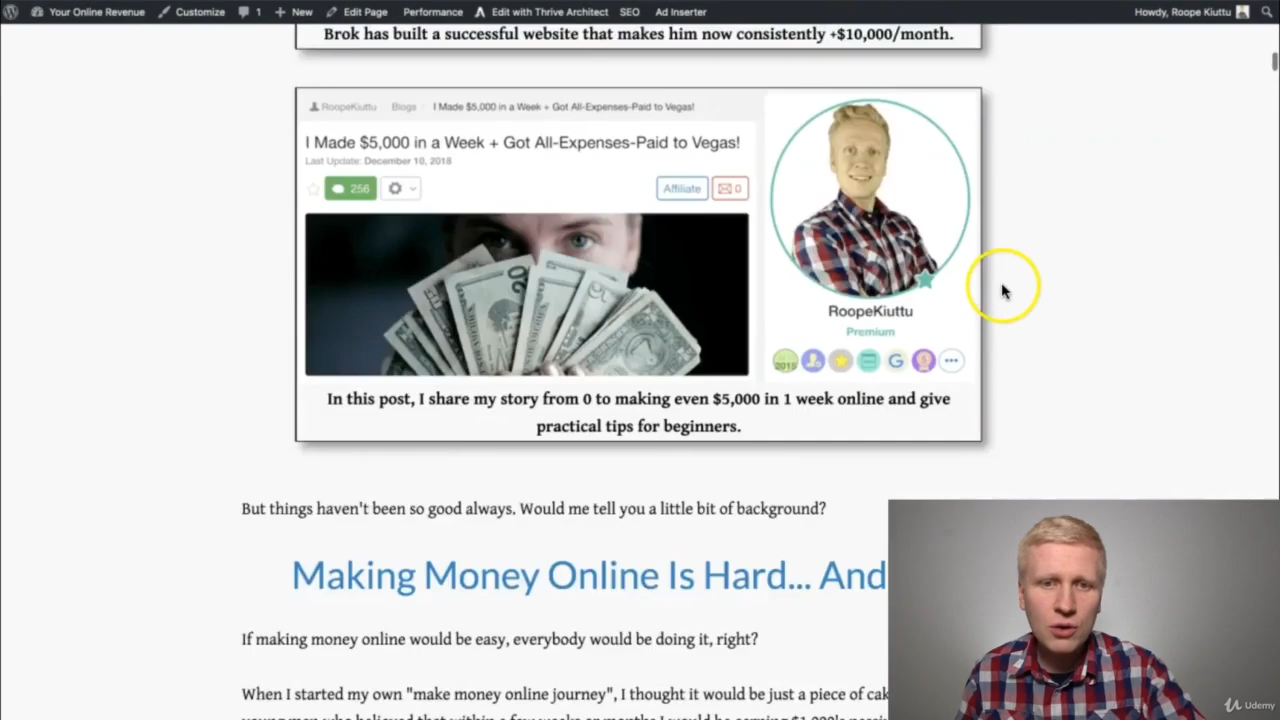 Your Online Revenue Customize 1 New Edit Page Performance Edit with Thrive Architect SEO Ad Inserter Howdy, Roope Kiuttu
Brok has built a successful website that makes him now consistently +$10,000/month.
RoopeKiuttu Blogs I Made $5,000 in a Week + Got All-Expenses-Paid to Vegas!
I Made $5,000 in a Week + Got All-Expenses-Paid to Vegas!
Last Update: December 10, 2018
256 Affiliate 0
RoopeKiuttu
Premium
2018 G
In this post, I share my story from 0 to making even $5,000 in 1 week online and give
practical tips for beginners.
But things haven't been so good always. Would me tell you a little bit of background?
Making Money Online Is Hard... And
If making money online would be easy, everybody would be doing it, right?
When I started my own "make money online journey", I thought it would be just a piece of
Udemy